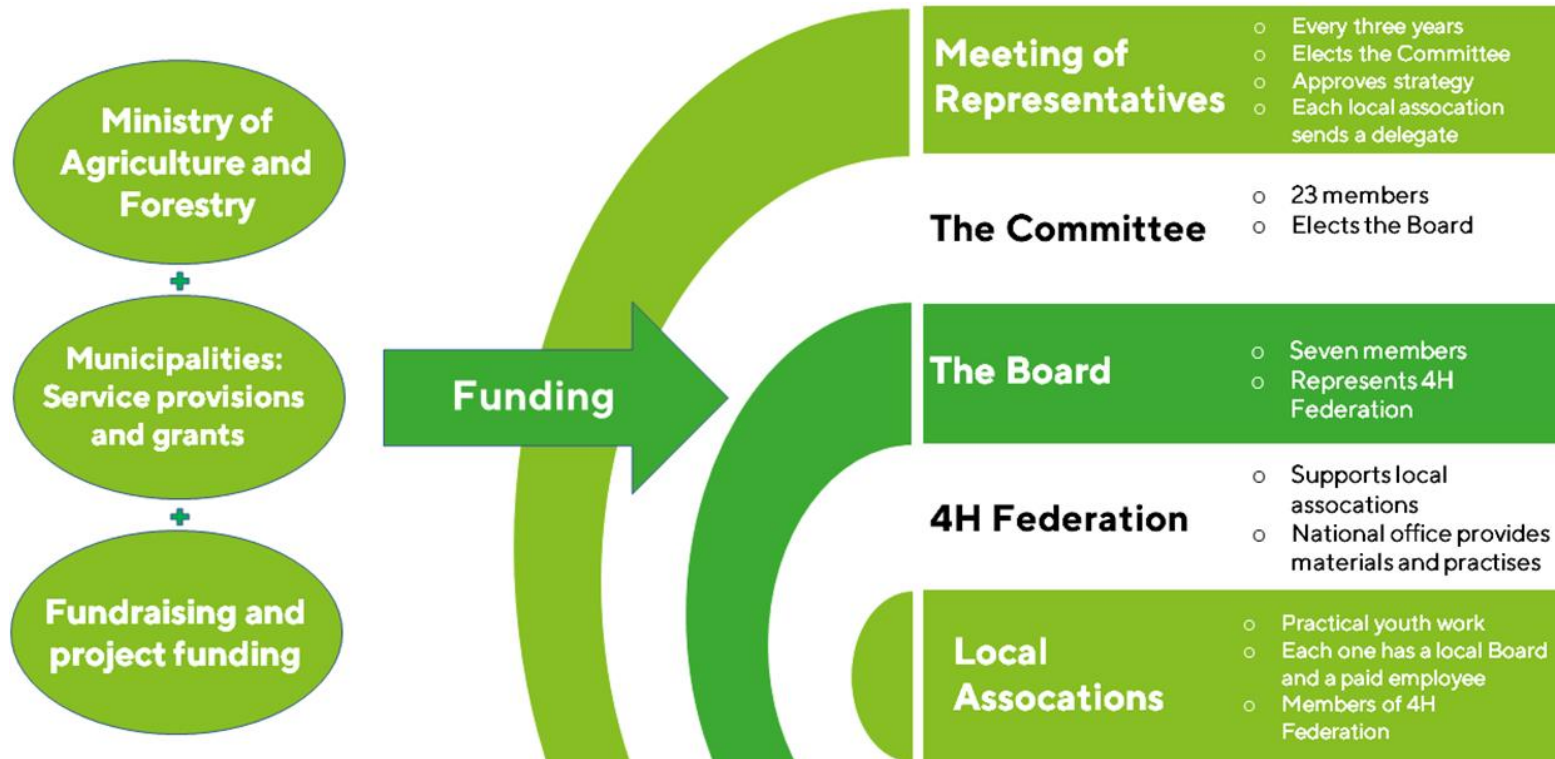 Ministry of
Agriculture and
Forestry
+
Municipalities:
Service provisions
and grants
+
Fundraising and
project funding
Funding
Meeting of
Representatives
o Every three years
o Elects the Committee
o Approves strategy
o Each local assocation
sends a delegate
The Committee
o 23 members
o Elects the Board
The Board
o Seven members
o Represents 4H
Federation
4H Federation
o Supports local
assocations
o National office provides
materials and practises
Local
Assocations
o Practical youth work
o Each one has a local Board
and a paid employee
o Members of 4H
Federation